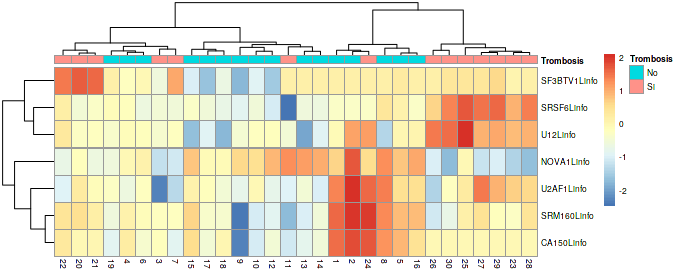 Trombosis
SF3BTV1Linfo
SRSF6Linfo
U12Linfo
NOVA1Linfo
U2AF1Linfo
SRM160Linfo
CA150Linfo
22 20 21 19 4 6 3 7 15 17 18 9 10 12 11 13 14 1 2 24 8 5 16 26 30 25 27 29 23 28
2
1
0
-1
-2
Trombosis
No
Si